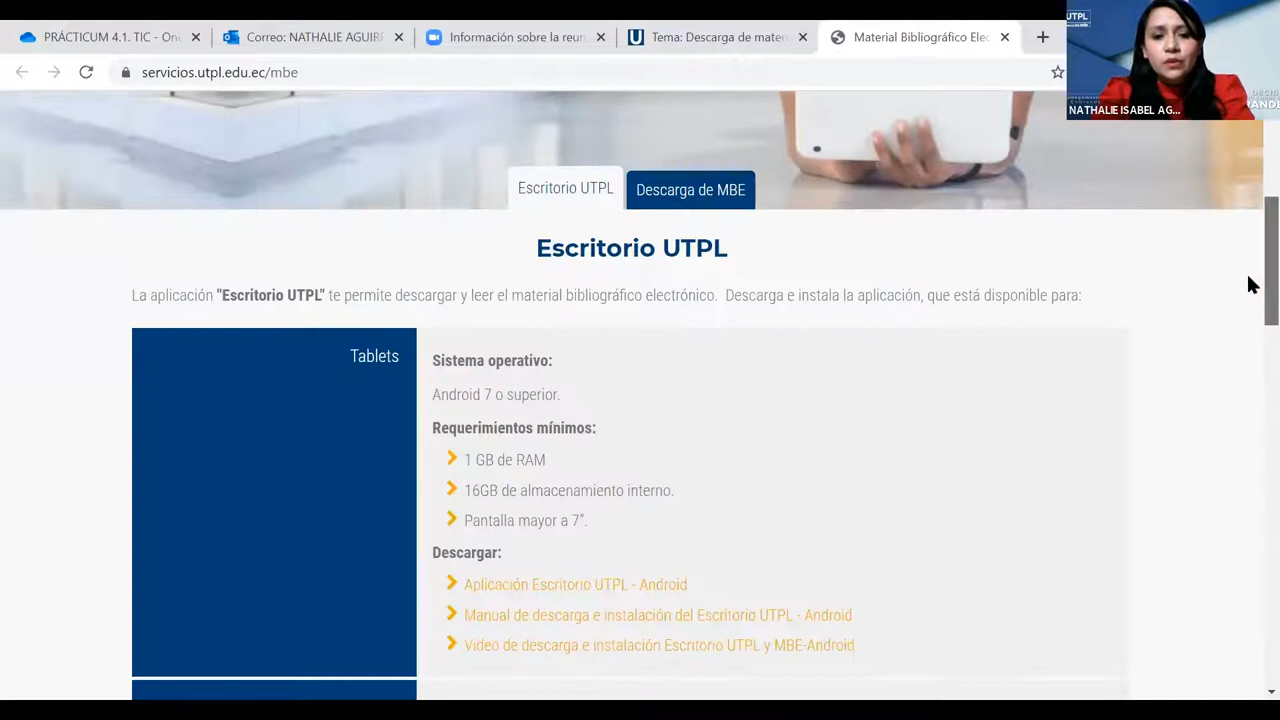 PRÁCTICUM 4.1. TIC - On
Correo: NATHALIE AGUIR
Información sobre la reun
Tema: Descarga de mater
Material Bibliográfico Elec
servicios.utpl.edu.ec/mbe
UTPL
NATHALIE ISABEL AG...
Escritorio UTPL
Descarga de MBE
Escritorio UTPL
La aplicación "Escritorio UTPL" te permite descargar y leer el material bibliográfico electrónico. Descarga e instala la aplicación, que está disponible para:
Tablets
Sistema operativo:
Android 7 o superior.
Requerimientos mínimos:
1 GB de RAM
16GB de almacenamiento interno.
Pantalla mayor a 7”.
Descargar:
Aplicación Escritorio UTPL - Android
Manual de descarga e instalación del Escritorio UTPL - Android
Video de descarga e instalación Escritorio UTPL y MBE-Android